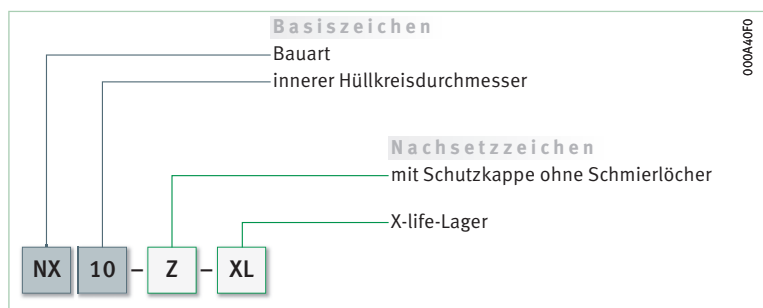 Basiszeichen
Bauart
innerer Hüllkreisdurchmesser
Nachsetzzeichen
mit Schutzkappe ohne Schmierlöcher
X-life-Lager
NX 10 – Z – XL
000A40F0